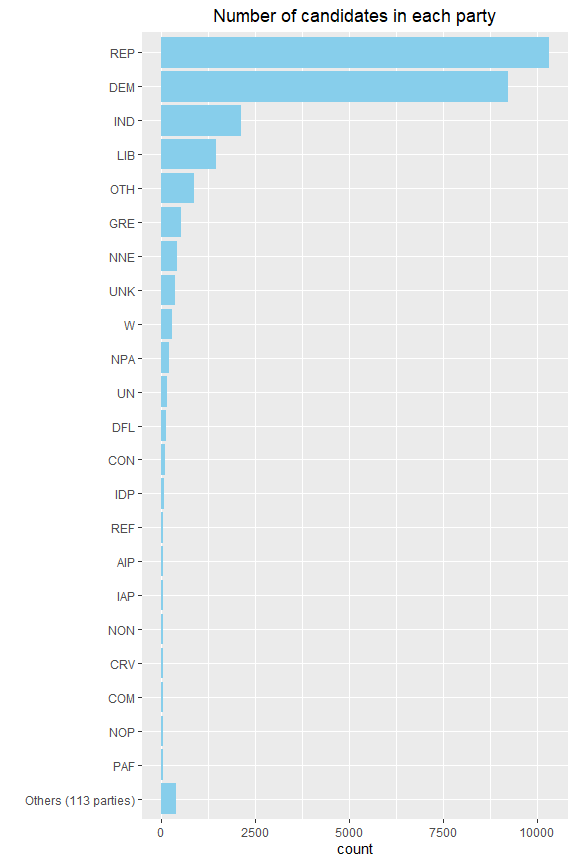 Number of candidates in each party
REP
DEM
IND
LIB
OTH
GRE
NNE
UNK
W
NPA
UN
DFL
CON
IDP
REF
AIP
IAP
NON
CRV
COM
NOP
PAF
Others (113 parties)
0 2500 5000 7500 10000
count